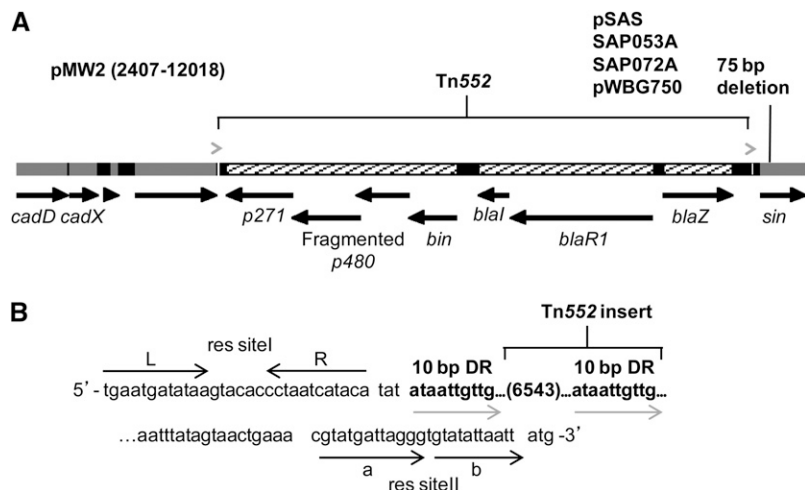 A
pMW2 (2407-12018)
Tn552
pSAS
SAP053A
SAP072A
pWBG750
75 bp
deletion
cadD cadX p271 blaI blaZ sin
Fragmented bin blaR1
p480
B
Tn552 insert
res siteI
L R 10 bp DR 10 bp DR
5' - tgaatgatataagtacaccctaatcataca tat ataattgttg...(6543)...ataattgttg...
...aatttatagtaactgaaac cgtatgattagggtgtatattaatt atg -3'
a b
res siteII